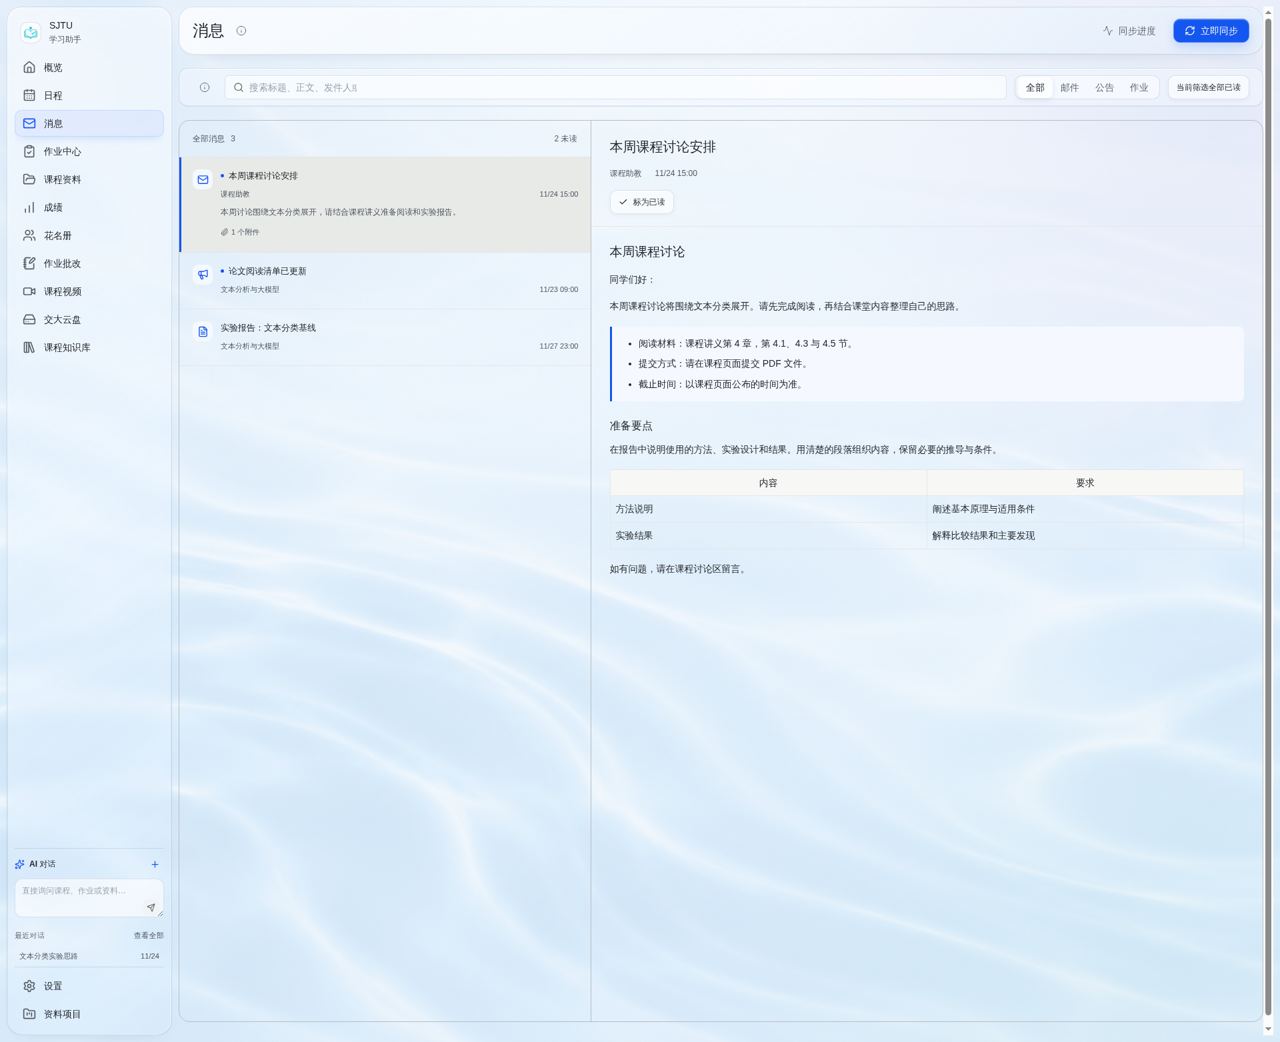 SJTU
学习助手
概览
日程
消息
作业中心
课程资料
成绩
花名册
作业批改
课程视频
交大云盘
课程知识库
AI 对话
直接询问课程、作业或资料…
最近对话 查看全部
文本分类实验思路 11/24
设置
资料项目
消息
同步进度
立即同步
搜索标题、正文、发件人
全部 邮件 公告 作业
当前筛选全部已读
全部消息 3
2 未读
本周课程讨论安排
课程助教 11/24 15:00
本周讨论围绕文本分类展开，请结合课程讲义准备阅读和实验报告。
1 个附件
论文阅读清单已更新
文本分析与大模型 11/23 09:00
实验报告：文本分类基线
文本分析与大模型 11/27 23:00
本周课程讨论安排
课程助教 11/24 15:00
标为已读
本周课程讨论
同学们好：
本周课程讨论将围绕文本分类展开。请先完成阅读，再结合课堂内容整理自己的思路。
• 阅读材料：课程讲义第 4 章，第 4.1、4.3 与 4.5 节。
• 提交方式：请在课程页面提交 PDF 文件。
• 截止时间：以课程页面公布的时间为准。
准备要点
在报告中说明使用的方法、实验设计和结果。用清楚的段落组织内容，保留必要的推导与条件。
内容 要求
方法说明 阐述基本原理与适用条件
实验结果 解释比较结果和主要发现
如有问题，请在课程讨论区留言。